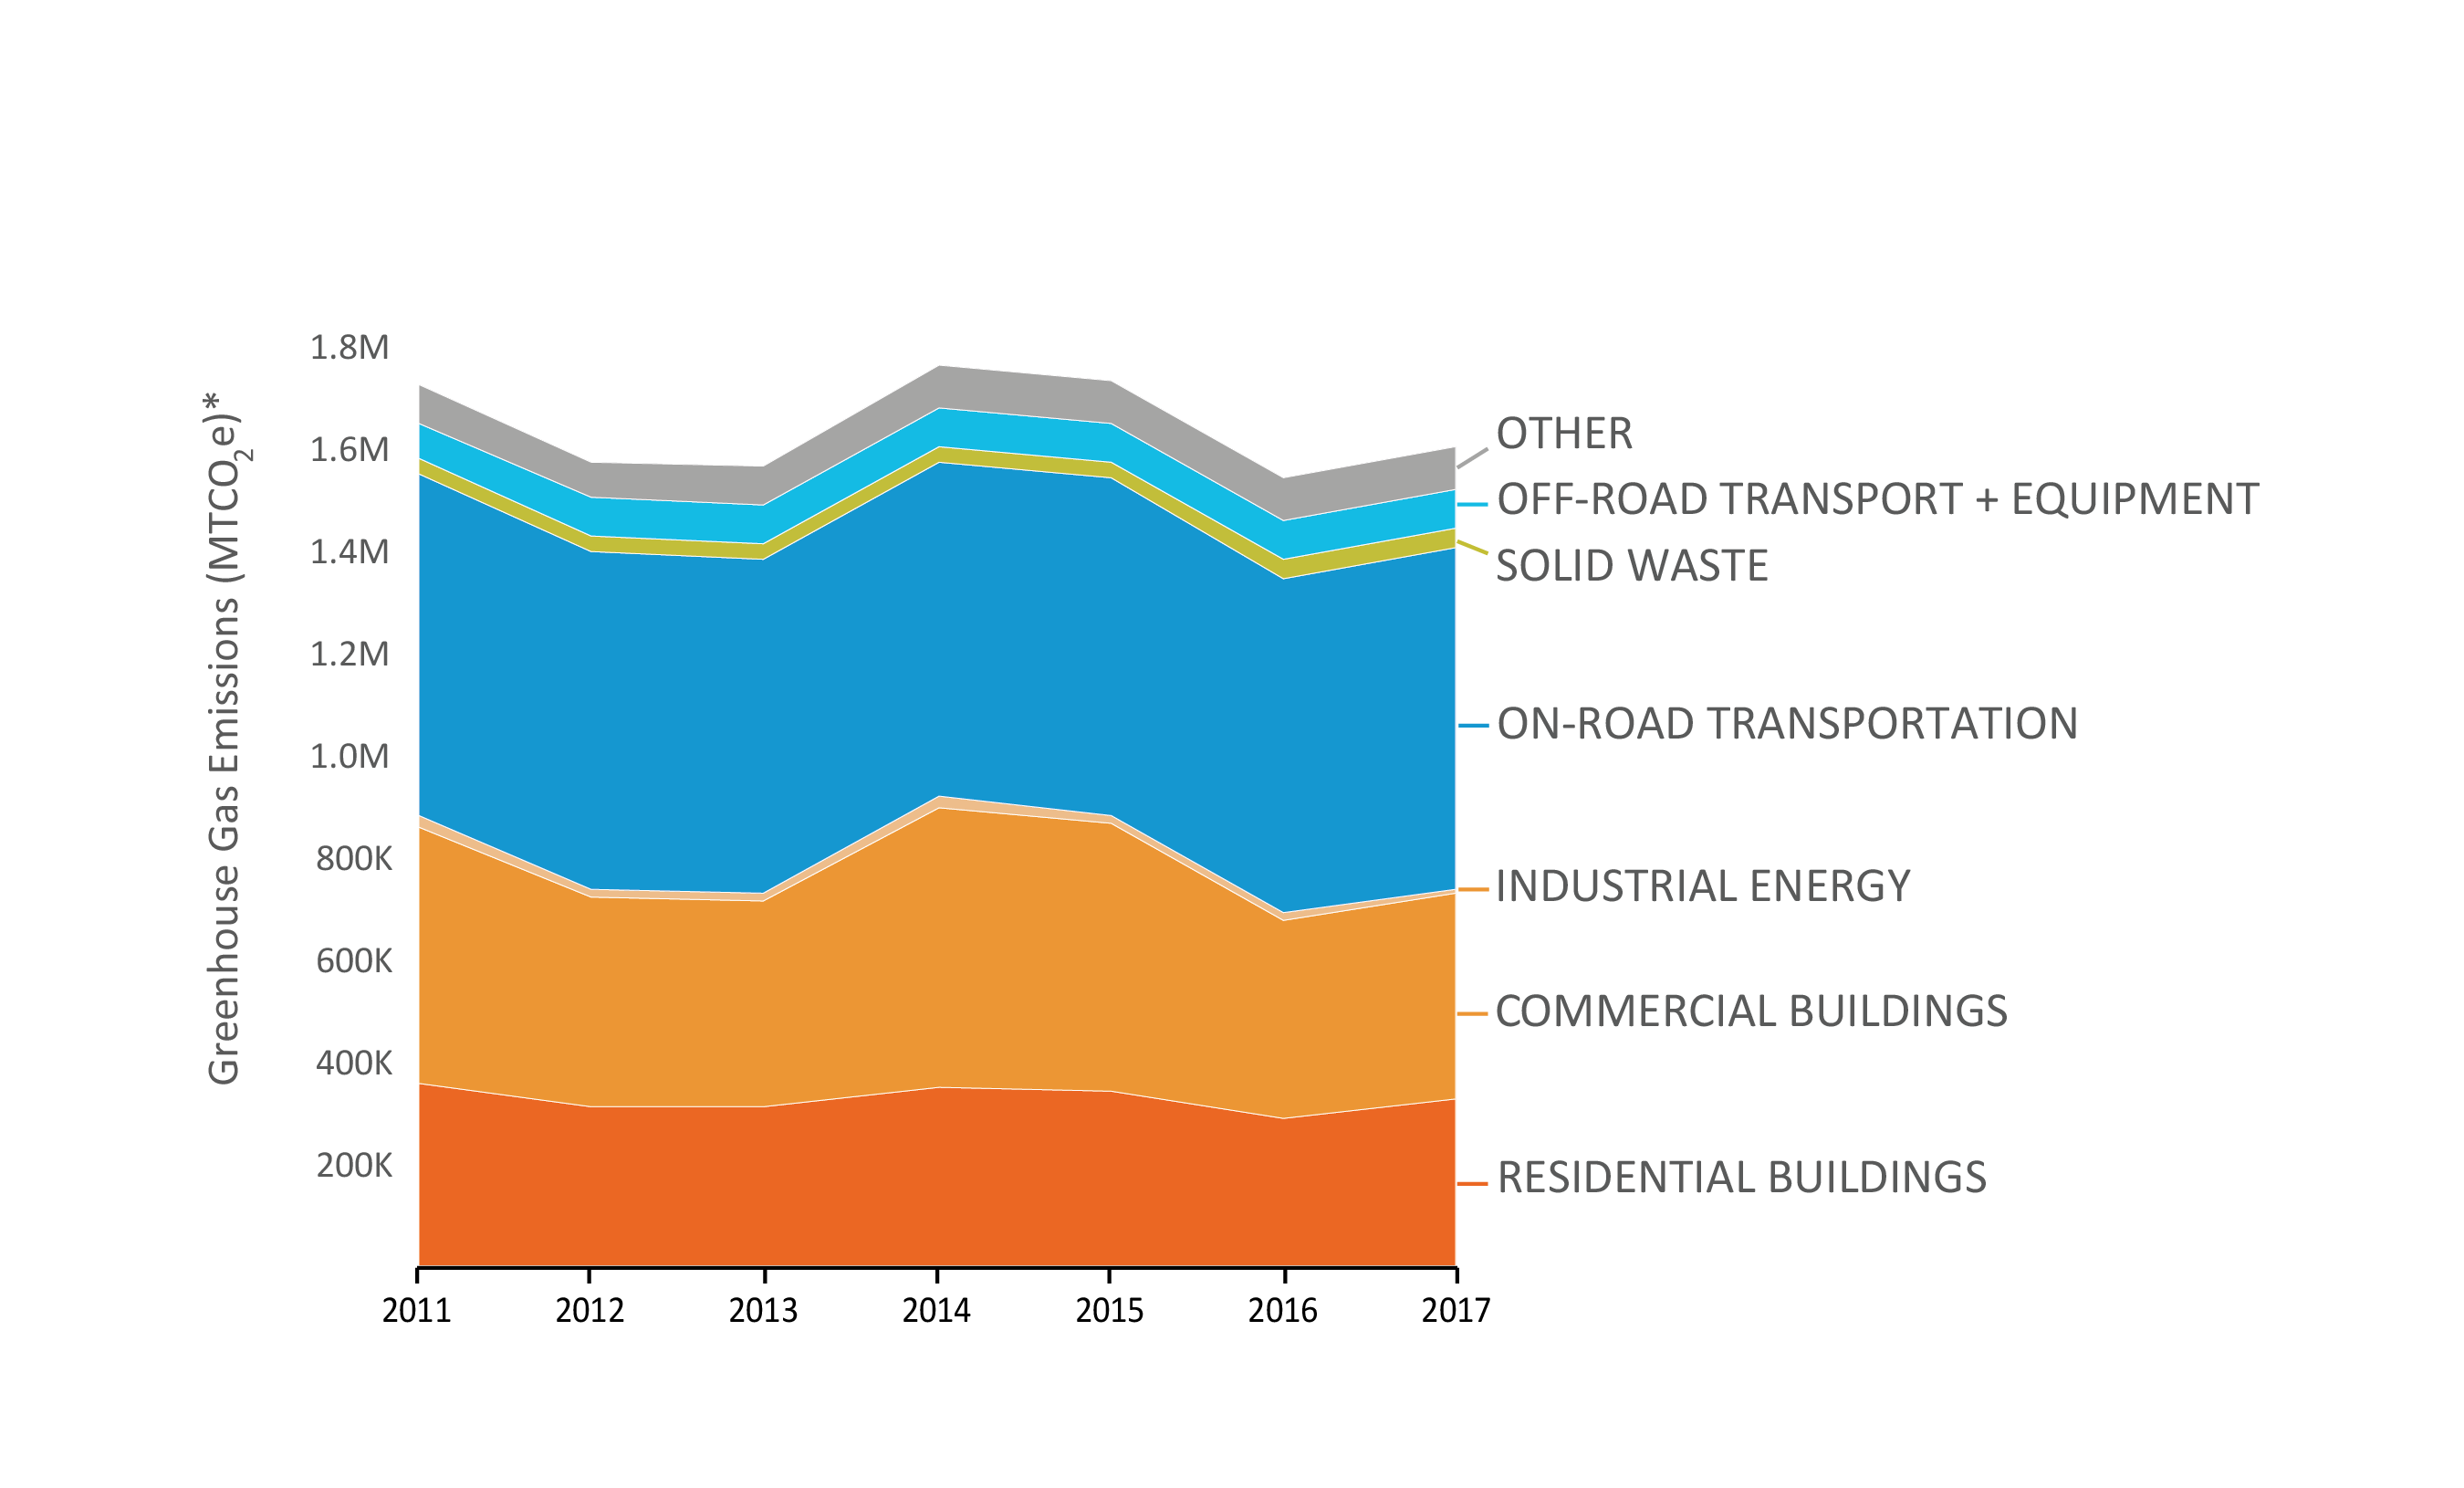 Greenhouse Gas Emissions (MTCO2e)*
1.8M
1.6M
1.4M
1.2M
1.0M
800K
600K
400K
200K
2011 2012 2013 2014 2015 2016 2017
OTHER
OFF-ROAD TRANSPORT + EQUIPMENT
SOLID WASTE
ON-ROAD TRANSPORTATION
INDUSTRIAL ENERGY
COMMERCIAL BUILDINGS
RESIDENTIAL BUILDINGS